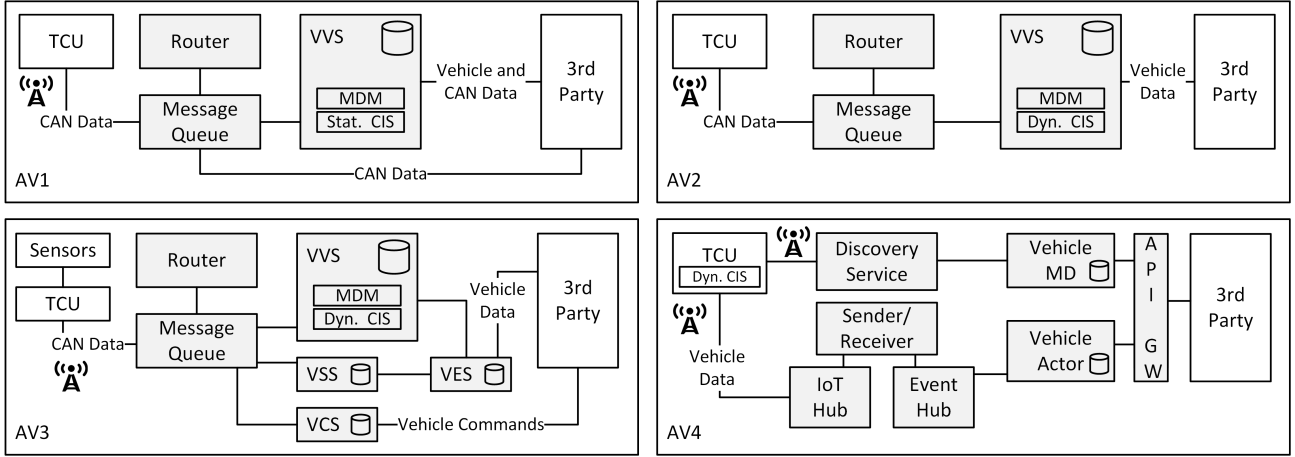 TCU
Router
VVS
MDM
Stat. CIS
Message
Queue
CAN Data
Vehicle and
CAN Data
3rd
Party
CAN Data
AV1
TCU
Router
VVS
MDM
Dyn. CIS
Message
Queue
CAN Data
Vehicle
Data
3rd
Party
AV2
Sensors
TCU
CAN Data
Router
Message
Queue
VVS
MDM
Dyn. CIS
VSS
VES
VCS
Vehicle
Data
Vehicle Commands
3rd
Party
AV3
TCU
Dyn. CIS
Discovery
Service
Vehicle
MD
Vehicle
Data
Sender/
Receiver
IoT
Hub
Event
Hub
Vehicle
Actor
A
P
I
G
W
3rd
Party
AV4